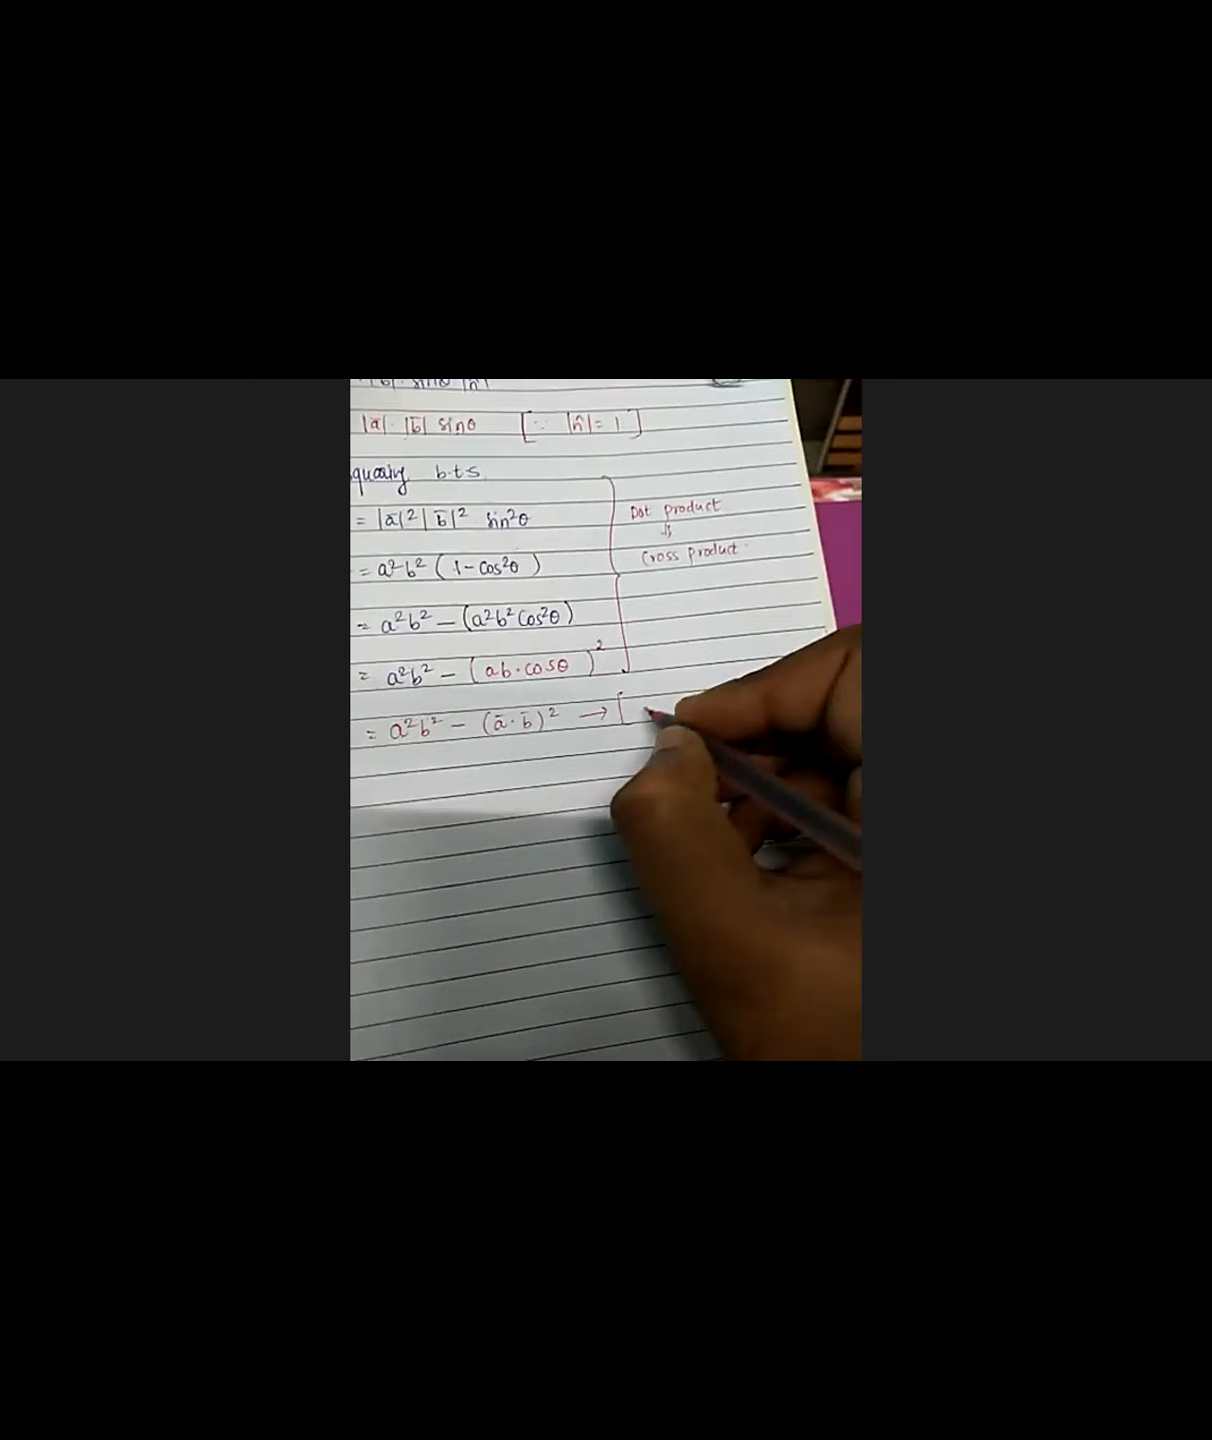 |b̄| · sinθ |n̂|
|ā| · |b̄| sinθ [∵ |n̂| = 1]
quaring b.t.s.
= |ā|² |b̄|² sin²θ
Dot product
⇓
Cross product
= a²b² (1 - cos²θ)
= a²b² - (a²b² cos²θ)
= a²b² - (ab·cosθ)²
= a²b² - (ā·b̄)² → [